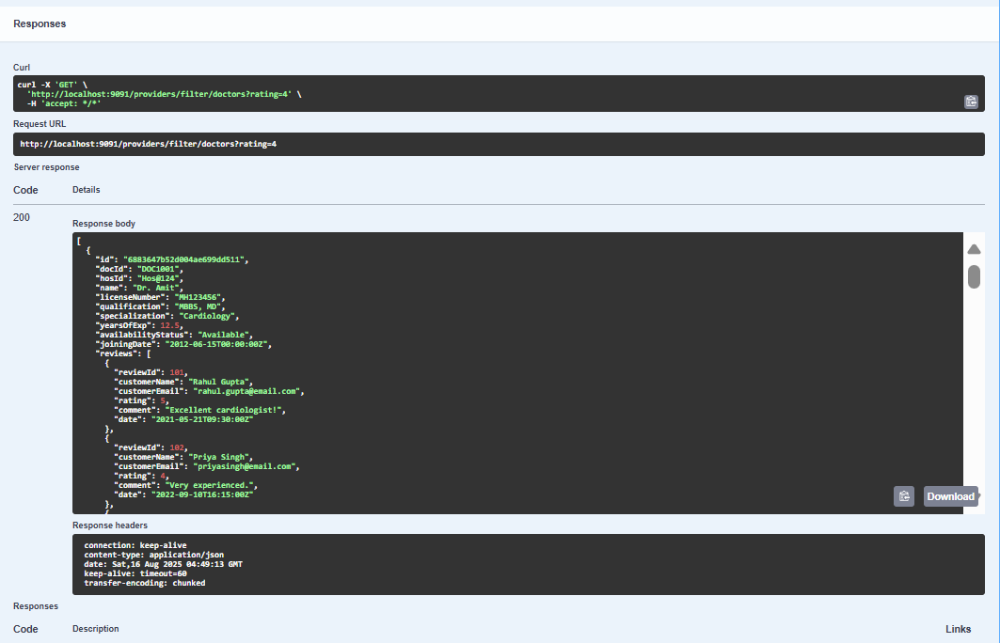 Responses
Curl
curl -X 'GET' \
'http://localhost:9091/providers/filter/doctors?rating=4' \
-H 'accept: */*'
Request URL
http://localhost:9091/providers/filter/doctors?rating=4
Server response
Code Details
200
Response body
[
{
"id": "6883647b52d004ae699dd511",
"docId": "DOC1001",
"hosId": "Hos@124",
"name": "Dr. Amit",
"licenseNumber": "MH123456",
"qualification": "MBBS, MD",
"specialization": "Cardiology",
"yearsOfExp": 12.5,
"availabilityStatus": "Available",
"joiningDate": "2012-06-15T00:00:00Z",
"reviews": [
{
"reviewId": 101,
"customerName": "Rahul Gupta",
"customerEmail": "rahul.gupta@email.com",
"rating": 5,
"comment": "Excellent cardiologist!",
"date": "2021-05-21T09:30:00Z"
},
{
"reviewId": 102,
"customerName": "Priya Singh",
"customerEmail": "priyasingh@email.com",
"rating": 4,
"comment": "Very experienced.",
"date": "2022-09-10T16:15:00Z"
},
{
Download
Response headers
connection: keep-alive
content-type: application/json
date: Sat,16 Aug 2025 04:49:13 GMT
keep-alive: timeout=60
transfer-encoding: chunked
Responses
Code Description Links